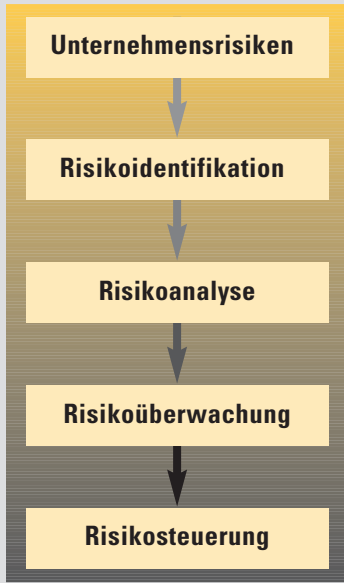 Unternehmensrisiken
Risikoidentifikation
Risikoanalyse
Risikoüberwachung
Risikosteuerung